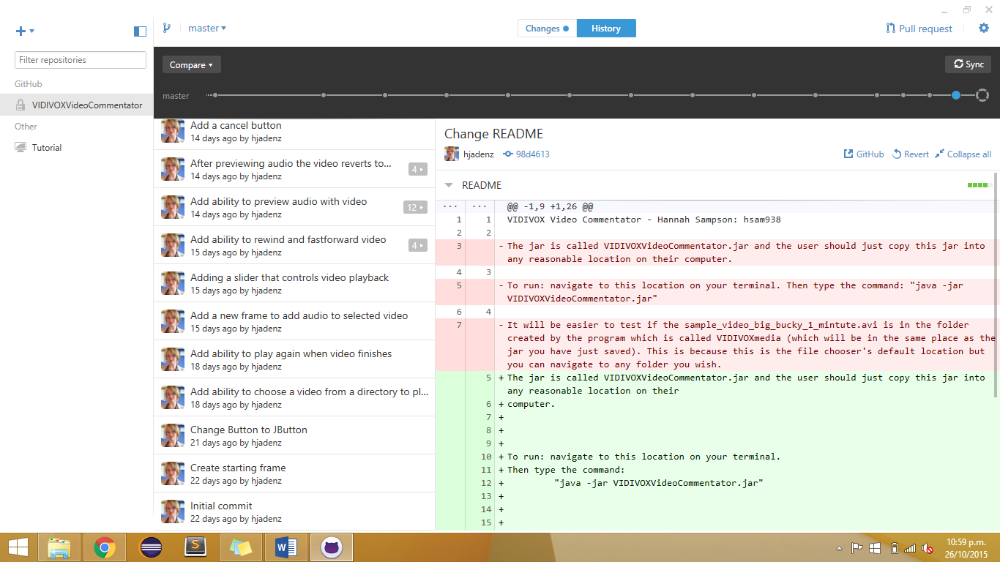 master
Changes
History
Pull request
Filter repositories
GitHub
VIDIVOXVideoCommentator
Other
Tutorial
Compare
Sync
master
Add a cancel button
14 days ago by hjadenz
After previewing audio the video reverts to...
14 days ago by hjadenz
4
Add ability to preview audio with video
14 days ago by hjadenz
12
Add ability to rewind and fastforward video
15 days ago by hjadenz
4
Adding a slider that controls video playback
15 days ago by hjadenz
Add a new frame to add audio to selected video
15 days ago by hjadenz
Add ability to play again when video finishes
18 days ago by hjadenz
Add ability to choose a video from a directory to pl...
18 days ago by hjadenz
Change Button to JButton
21 days ago by hjadenz
Create starting frame
22 days ago by hjadenz
Initial commit
22 days ago by hjadenz
Change README
hjadenz 98d4613 GitHub Revert Collapse all
README
... ... @@ -1,9 +1,26 @@
1 1 VIDIVOX Video Commentator - Hannah Sampson: hsam938
2 2
3 - The jar is called VIDIVOXVideoCommentator.jar and the user should just copy this jar into
any reasonable location on their computer.
4 3
5 - To run: navigate to this location on your terminal. Then type the command: "java -jar
VIDIVOXVideoCommentator.jar"
6 4
7 - It will be easier to test if the sample_video_big_bucky_1_mintute.avi is in the folder
created by the program which is called VIDIVOXmedia (which will be in the same place as the
jar you have just saved). This is because this is the file chooser's default location but
you can navigate to any folder you wish.
5 + The jar is called VIDIVOXVideoCommentator.jar and the user should just copy this jar into
any reasonable location on their
6 + computer.
7 +
8 +
9 +
10 + To run: navigate to this location on your terminal.
11 + Then type the command:
12 + "java -jar VIDIVOXVideoCommentator.jar"
13 +
14 +
15 +
10:59 p.m.
26/10/2015